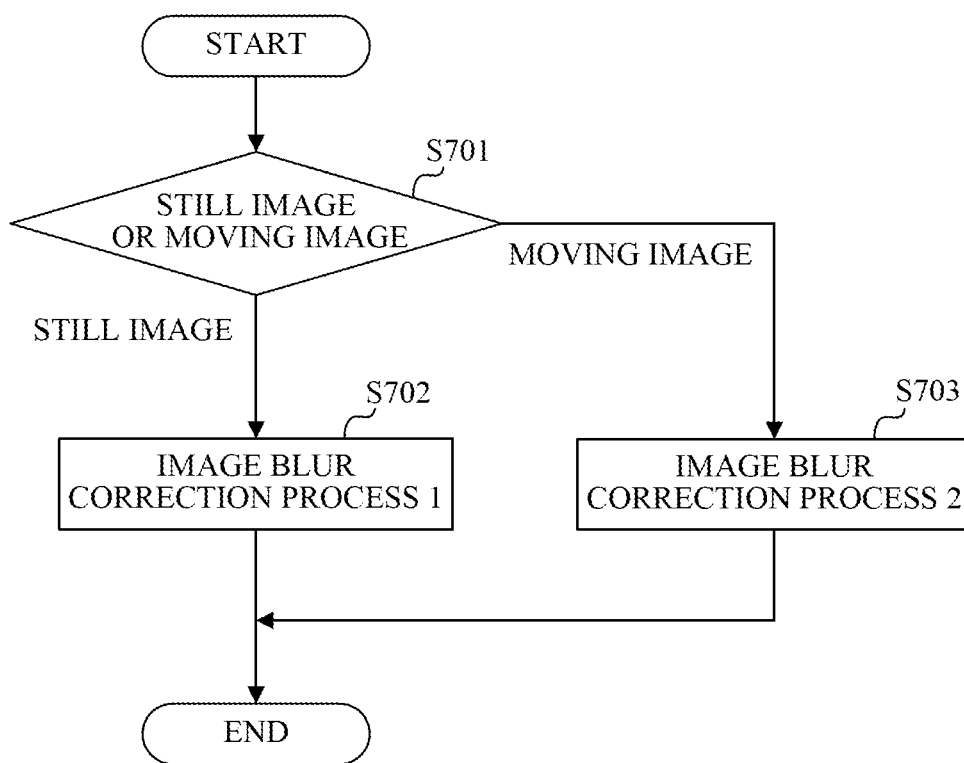 START
S701
STILL IMAGE
OR MOVING IMAGE
MOVING IMAGE
STILL IMAGE
S702
S703
IMAGE BLUR
CORRECTION PROCESS 1
IMAGE BLUR
CORRECTION PROCESS 2
END